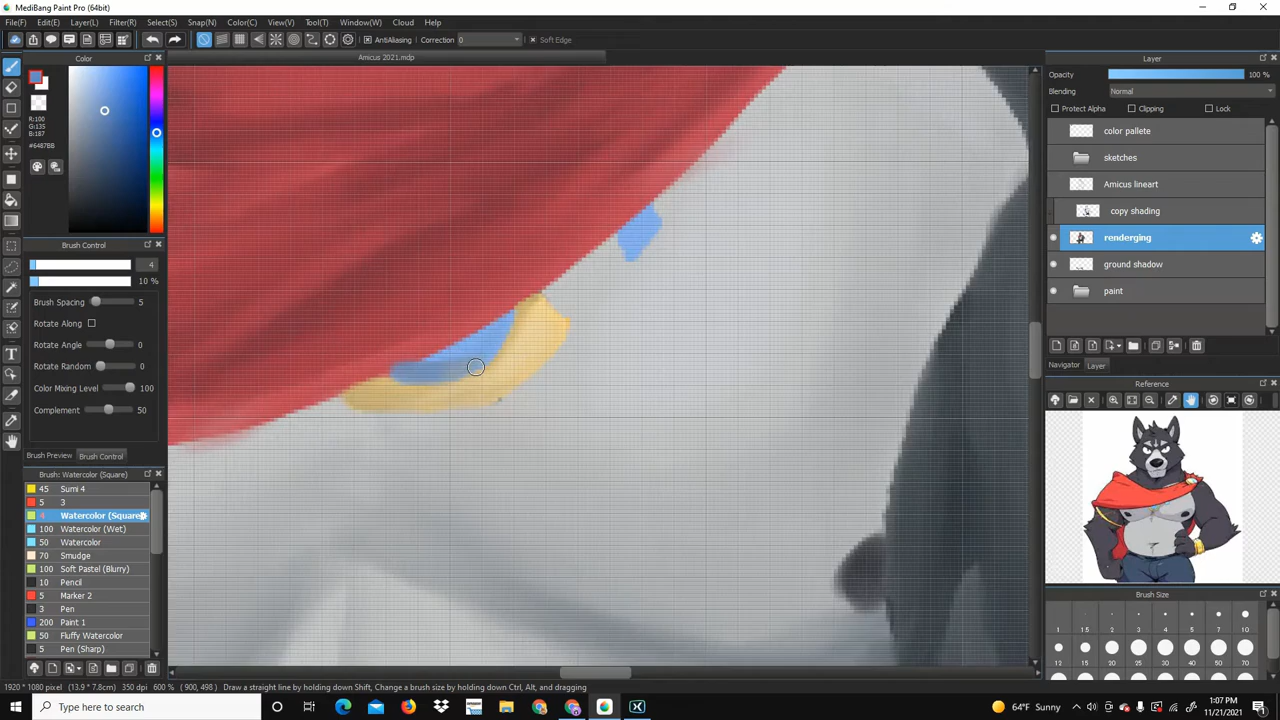 MediBang Paint Pro (64bit)
File(F) Edit(E) Layer(L) Filter(R) Select(S) Snap(N) Color(C) View(V) Tool(T) Window(W) Cloud Help
AntiAliasing Correction 0 Soft Edge
Color
Amicus 2021.mdp
Layer
Opacity 100 %
Blending Normal
Protect Alpha Clipping Lock
R:100
G:135
B:187
#6487BB
color pallete
sketches
Amicus lineart
copy shading
renderging
ground shadow
paint
Brush Control
4
10 %
Brush Spacing 5
Rotate Along
Rotate Angle 0
Rotate Random 0
Color Mixing Level 100
Complement 50
Navigator Layer
Reference
Brush Preview Brush Control
Brush: Watercolor (Square)
45 Sumi 4
5 3
4 Watercolor (Square
100 Watercolor (Wet)
50 Watercolor
70 Smudge
100 Soft Pastel (Blurry)
10 Pencil
5 Marker 2
3 Pen
200 Paint 1
50 Fluffy Watercolor
5 Pen (Sharp)
Brush Size
1 1.5 2 3 4 5 7 10
12 15 20 25 30 40 50 70
1920 * 1080 pixel (13.9 * 7.8cm) 350 dpi 600 % ( 900, 498 ) Draw a straight line by holding down Shift, Change a brush size by holding down Ctrl, Alt, and dragging
Type here to search
64°F Sunny
1:07 PM
11/21/2021